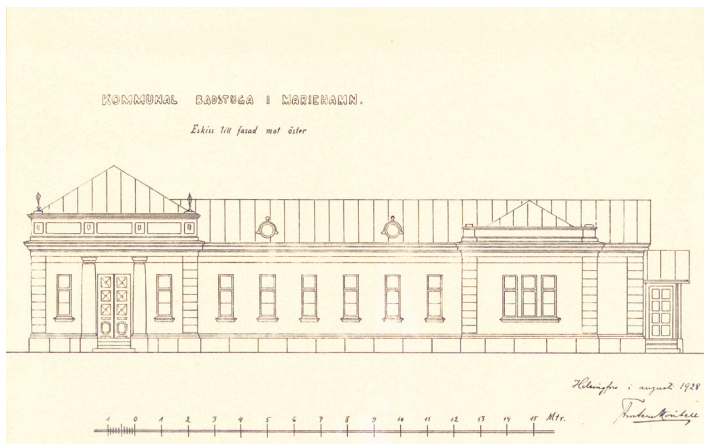 KOMMUNAL BADSTUGA I MARIEHAMN.
Eskiss till fasad mot öster
Helsingfors i augusti 1928
1 0 1 2 3 4 5 6 7 8 9 10 11 12 13 14 15 Mtr.